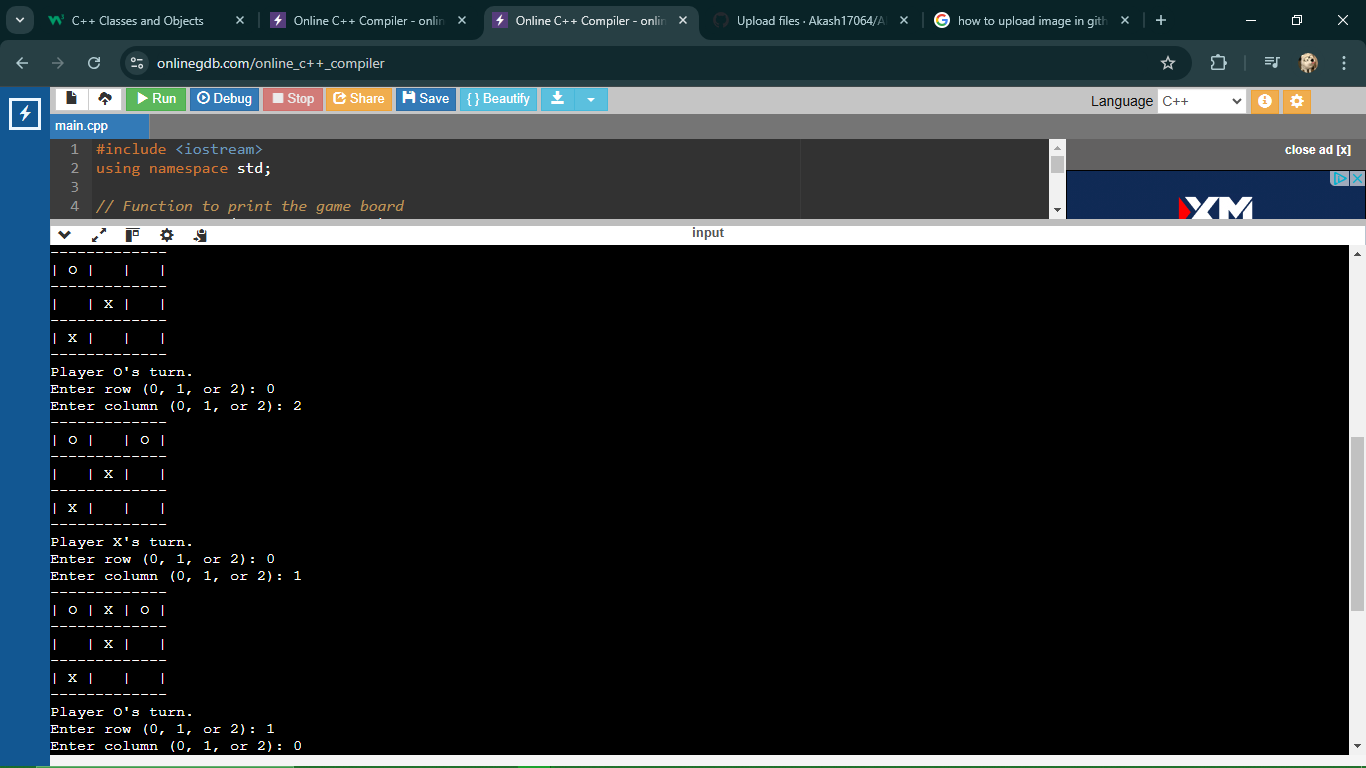 C++ Classes and Objects
Online C++ Compiler - onlin
Online C++ Compiler - onlin
Upload files · Akash17064/A
how to upload image in gith
onlinegdb.com/online_c++_compiler
Run Debug Stop Share Save { } Beautify
Language C++
main.cpp
1 #include <iostream>
2 using namespace std;
3
4 // Function to print the game board
close ad [x]
XM
input
-------------
| O |   |   |
-------------
|   | X |   |
-------------
| X |   |   |
-------------
Player O's turn.
Enter row (0, 1, or 2): 0
Enter column (0, 1, or 2): 2
-------------
| O |   | O |
-------------
|   | X |   |
-------------
| X |   |   |
-------------
Player X's turn.
Enter row (0, 1, or 2): 0
Enter column (0, 1, or 2): 1
-------------
| O | X | O |
-------------
|   | X |   |
-------------
| X |   |   |
-------------
Player O's turn.
Enter row (0, 1, or 2): 1
Enter column (0, 1, or 2): 0